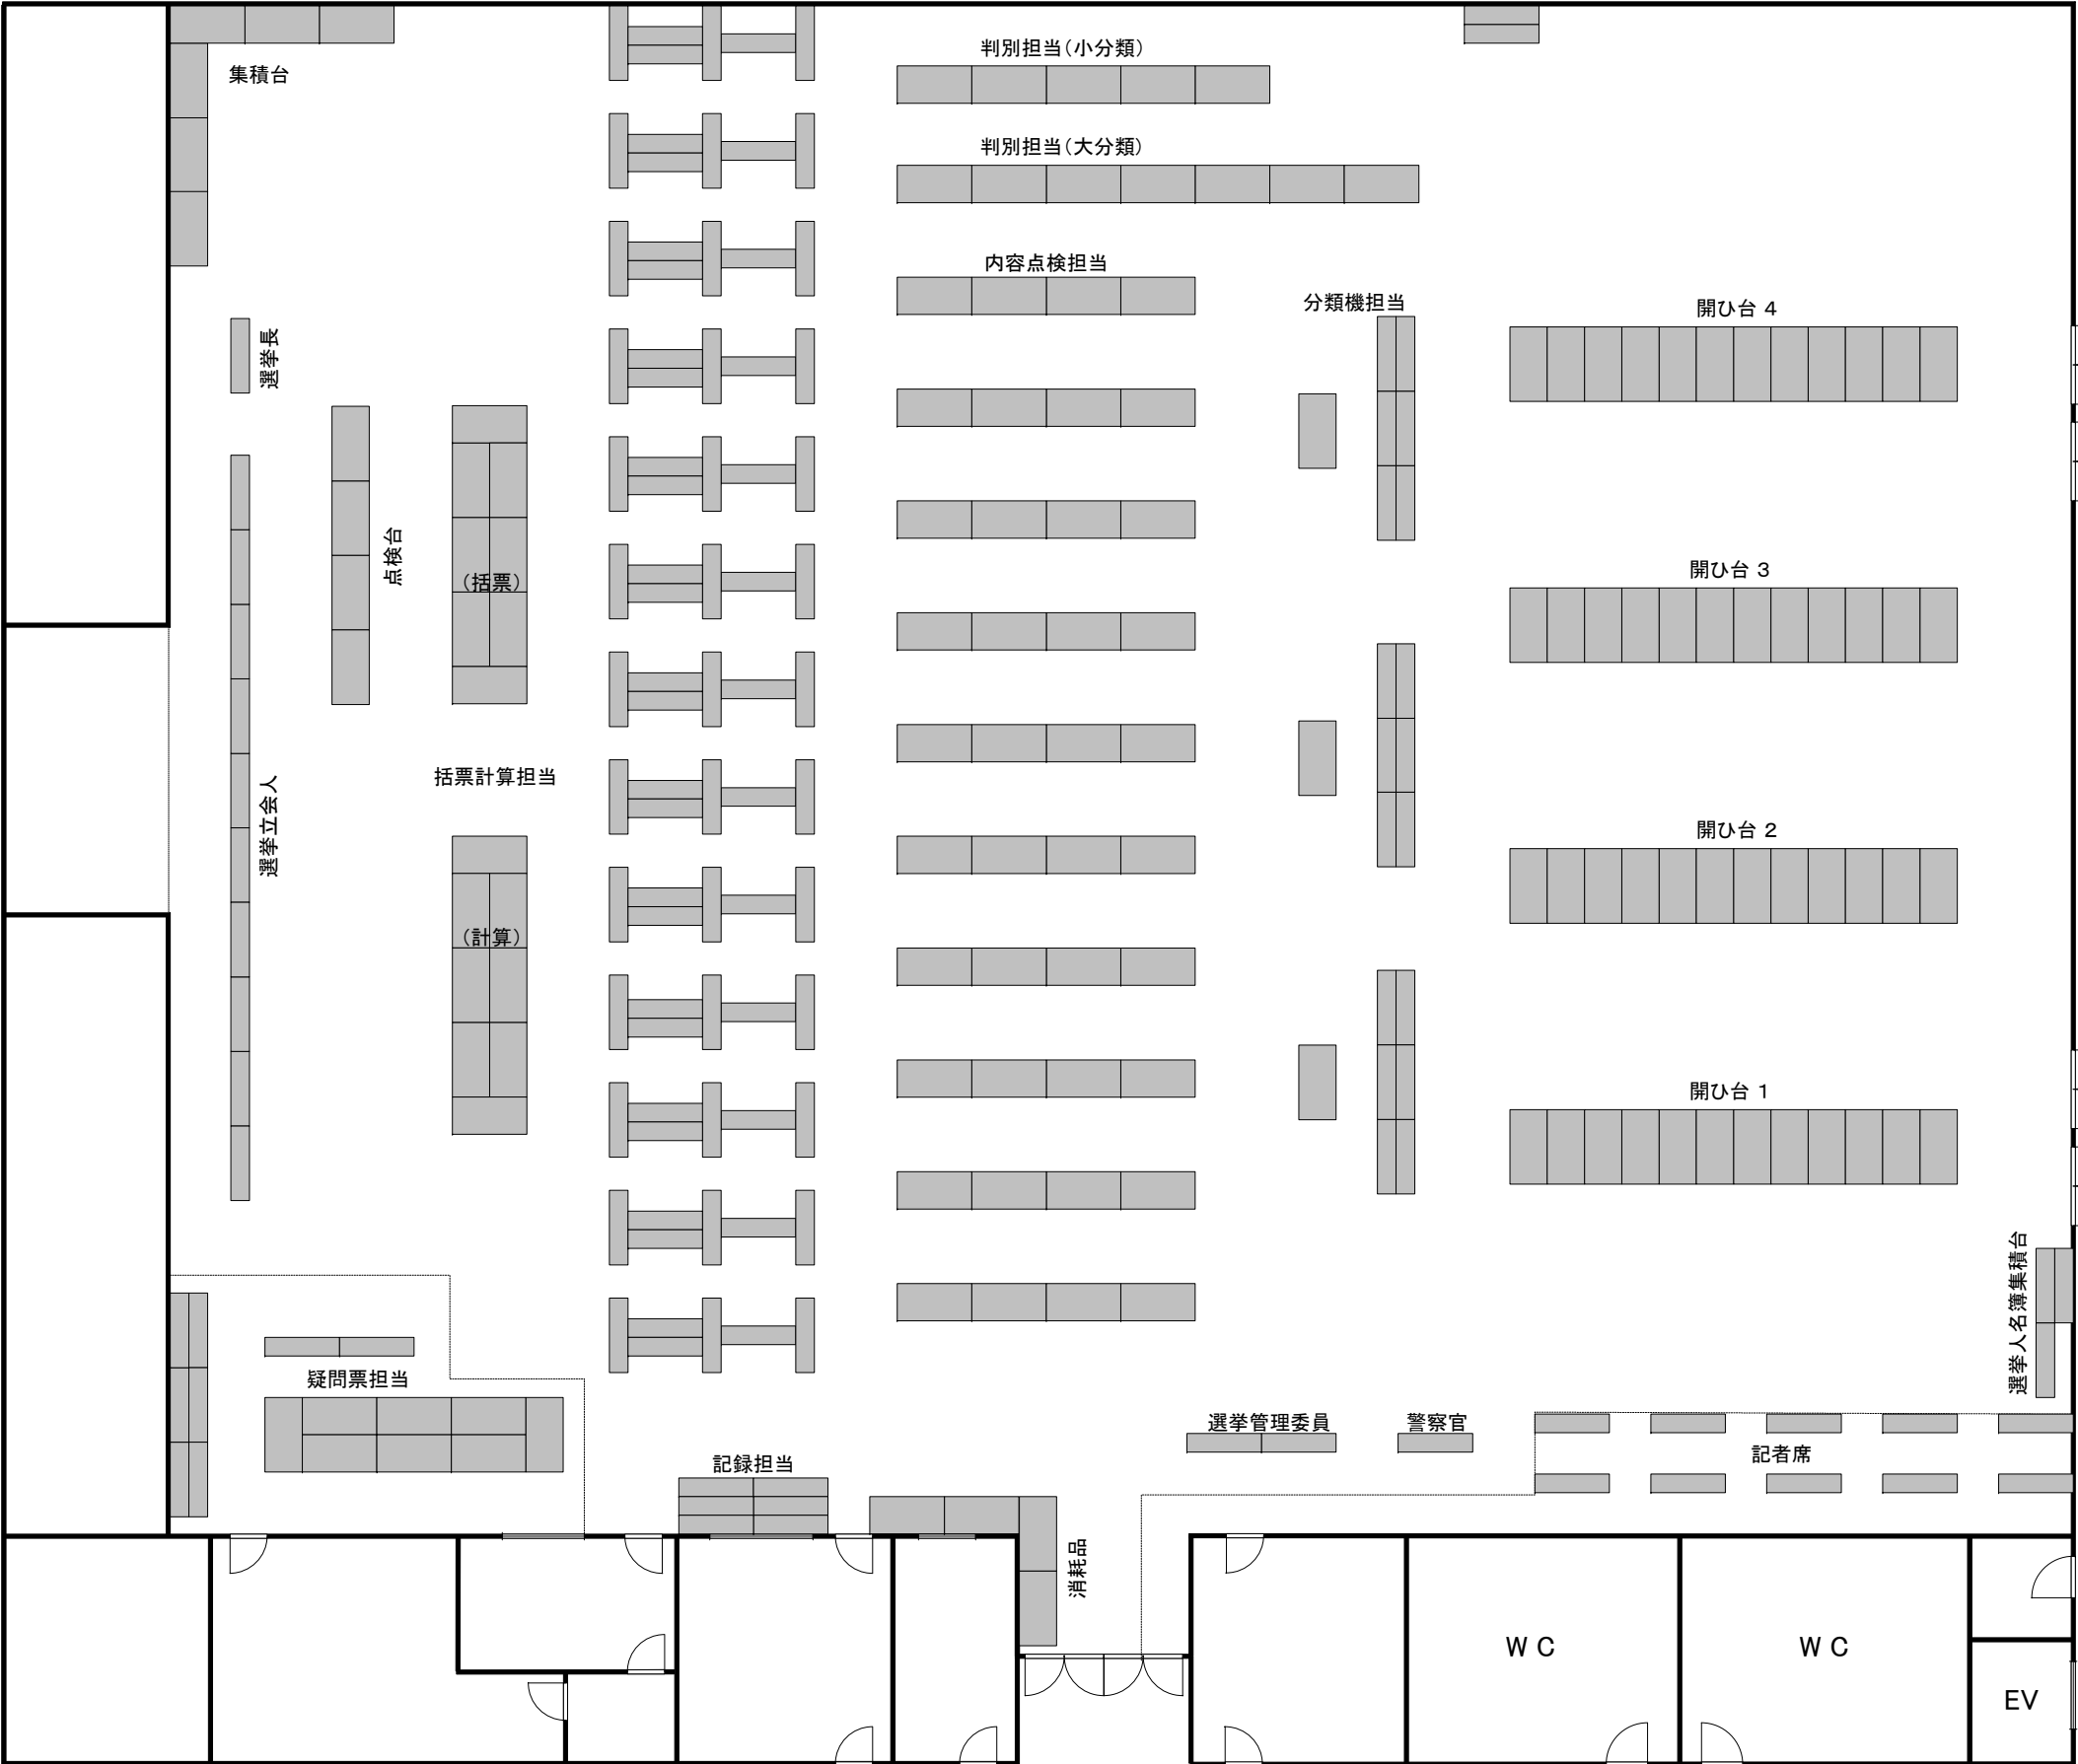 判別担当（小分類）
集積台
判別担当（大分類）
内容点検担当
分類機担当
開ひ台 4
選挙長
点検台
（括票）
開ひ台 3
括票計算担当
選挙立会人
開ひ台 2
（計算）
開ひ台 1
選挙人名簿集積台
疑問票担当
選挙管理委員
警察官
記者席
記録担当
消耗品
ＷＣ
ＷＣ
EV